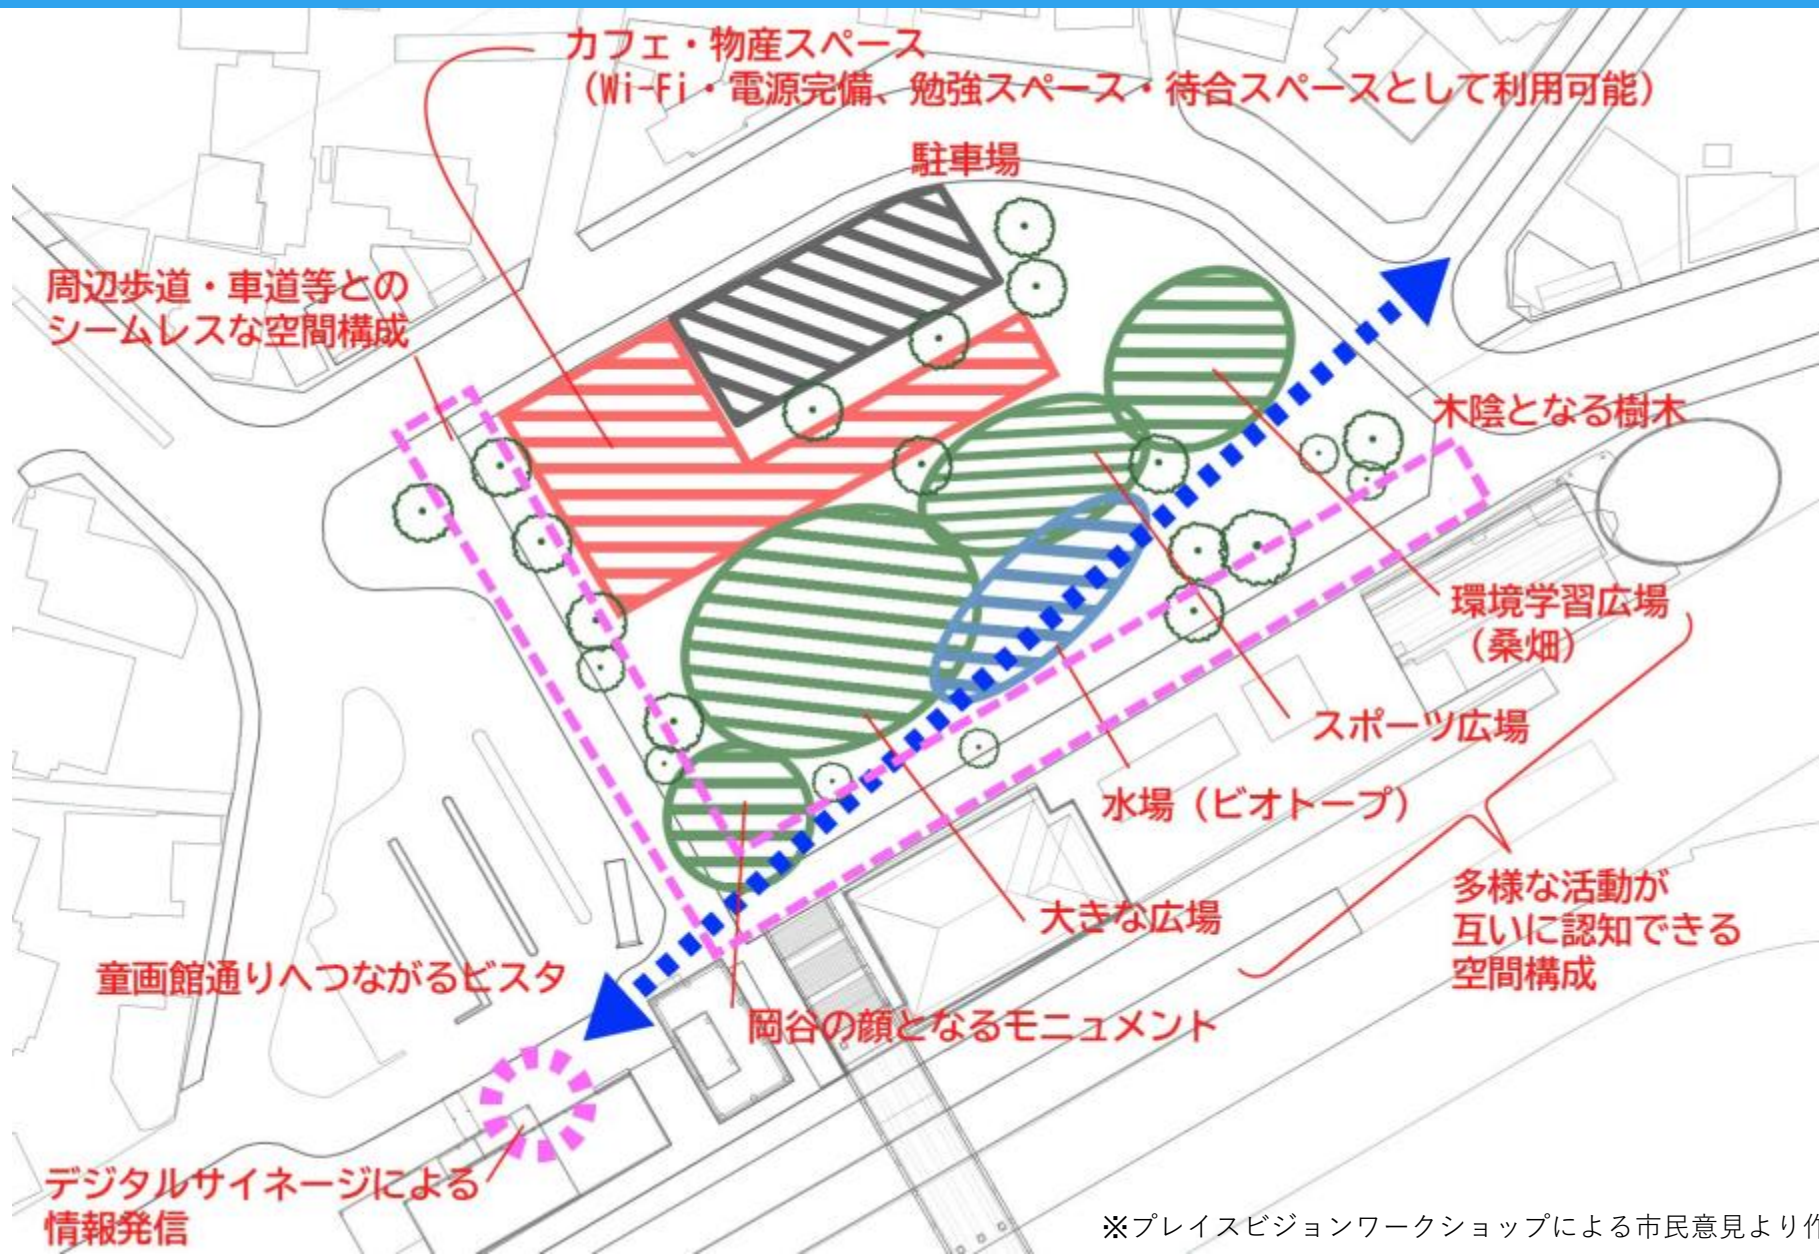 カフェ・物産スペース
（Wi-Fi・電源完備、勉強スペース・待合スペースとして利用可能）
駐車場
周辺歩道・車道等との
シームレスな空間構成
木陰となる樹木
環境学習広場
（桑畑）
スポーツ広場
水場（ビオトープ）
多様な活動が
互いに認知できる
空間構成
大きな広場
童画館通りへつながるビスタ
岡谷の顔となるモニュメント
デジタルサイネージによる
情報発信
※プレイスビジョンワークショップによる市民意見より作